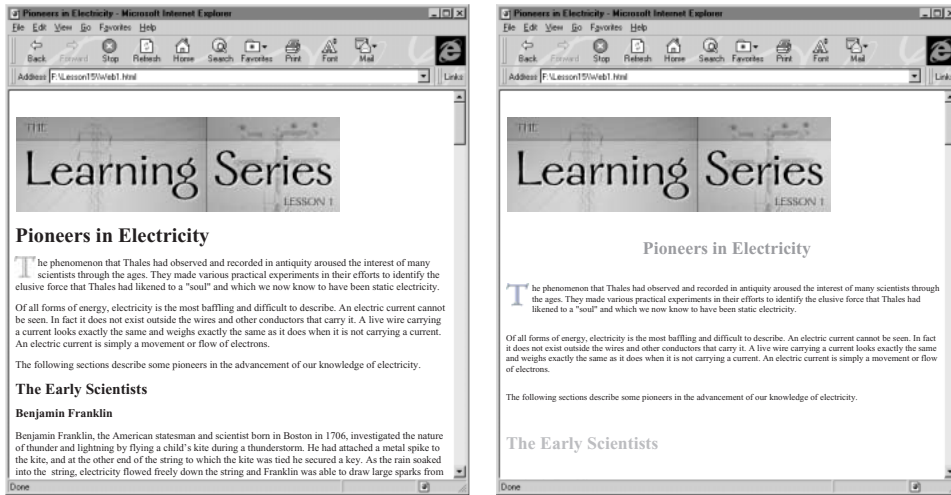 Pioneers in Electricity - Microsoft Internet Explorer
File Edit View Go Favorites Help
Back Forward Stop Refresh Home Search Favorites Print Font Mail
Address F:\Lesson15\Web1.html Links
THE
Learning Series
LESSON 1
Pioneers in Electricity
The phenomenon that Thales had observed and recorded in antiquity aroused the interest of many
scientists through the ages. They made various practical experiments in their efforts to identify the
elusive force that Thales had likened to a "soul" and which we now know to have been static electricity.
Of all forms of energy, electricity is the most baffling and difficult to describe. An electric current cannot
be seen. In fact it does not exist outside the wires and other conductors that carry it. A live wire carrying
a current looks exactly the same and weighs exactly the same as it does when it is not carrying a current.
An electric current is simply a movement or flow of electrons.
The following sections describe some pioneers in the advancement of our knowledge of electricity.
The Early Scientists
Benjamin Franklin
Benjamin Franklin, the American statesman and scientist born in Boston in 1706, investigated the nature
of thunder and lightning by flying a child's kite during a thunderstorm. He had attached a metal spike to
the kite, and at the other end of the string to which the kite was tied he secured a key. As the rain soaked
into the string, electricity flowed freely down the string and Franklin was able to draw large sparks from
Done
Pioneers in Electricity - Microsoft Internet Explorer
File Edit View Go Favorites Help
Back Forward Stop Refresh Home Search Favorites Print Font Mail
Address F:\Lesson15\Web1.html Links
THE
Learning Series
LESSON 1
Pioneers in Electricity
The phenomenon that Thales had observed and recorded in antiquity aroused the interest of many scientists through
the ages. They made various practical experiments in their efforts to identify the elusive force that Thales had
likened to a "soul" and which we now know to have been static electricity.
Of all forms of energy, electricity is the most baffling and difficult to describe. An electric current cannot be seen. In fact
it does not exist outside the wires and other conductors that carry it. A live wire carrying a current looks exactly the same
and weighs exactly the same as it does when it is not carrying a current. An electric current is simply a movement or flow
of electrons.
The following sections describe some pioneers in the advancement of our knowledge of electricity.
The Early Scientists
Done